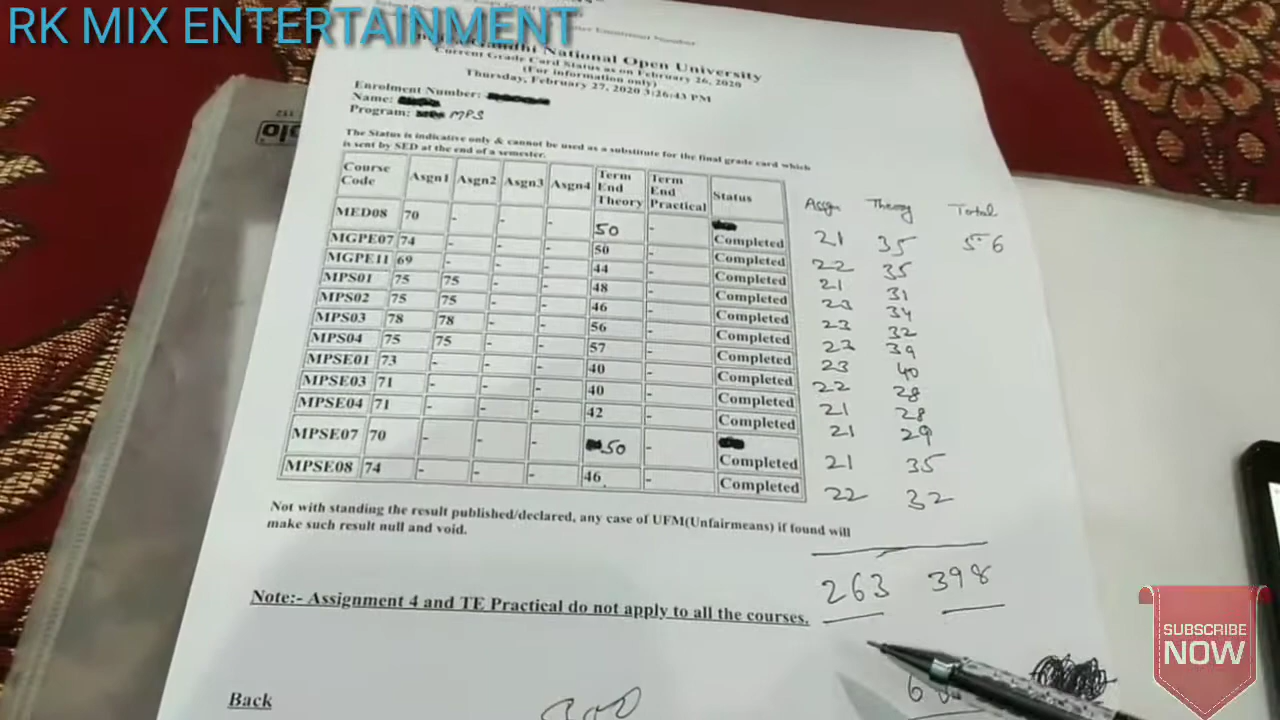 RK MIX ENTERTAINMENT
Enrolment Number
Gandhi National Open University
Current Grade Card Status as on February 26, 2020
(For information only)
Thursday, February 27, 2020 3:26:43 PM
Enrolment Number:
Name:
Program: MPS
The Status is indicative only & cannot be used as a substitute for the final grade card which
is sent by SED at the end of a semester.
Course Code Asgn1 Asgn2 Asgn3 Asgn4 Term End Theory Term End Practical Status Assgn Theory Total
MED08 70 - - - 50 - Completed 21 35 56
MGPE07 74 - - - 50 - Completed 22 35
MGPE11 69 - - - 44 - Completed 21 31
MPS01 75 75 - - 48 - Completed 23 34
MPS02 75 75 - - 46 - Completed 23 32
MPS03 78 78 - - 56 - Completed 23 39
MPS04 75 75 - - 57 - Completed 23 40
MPSE01 73 - - - 40 - Completed 22 28
MPSE03 71 - - - 40 - Completed 21 28
MPSE04 71 - - - 42 - Completed 21 29
MPSE07 70 - - - 50 - Completed 21 35
MPSE08 74 - - - 46 - Completed 22 32
Not with standing the result published/declared, any case of UFM(Unfairmeans) if found will
make such result null and void.
263 398
Note:- Assignment 4 and TE Practical do not apply to all the courses.
Back
SUBSCRIBE
NOW